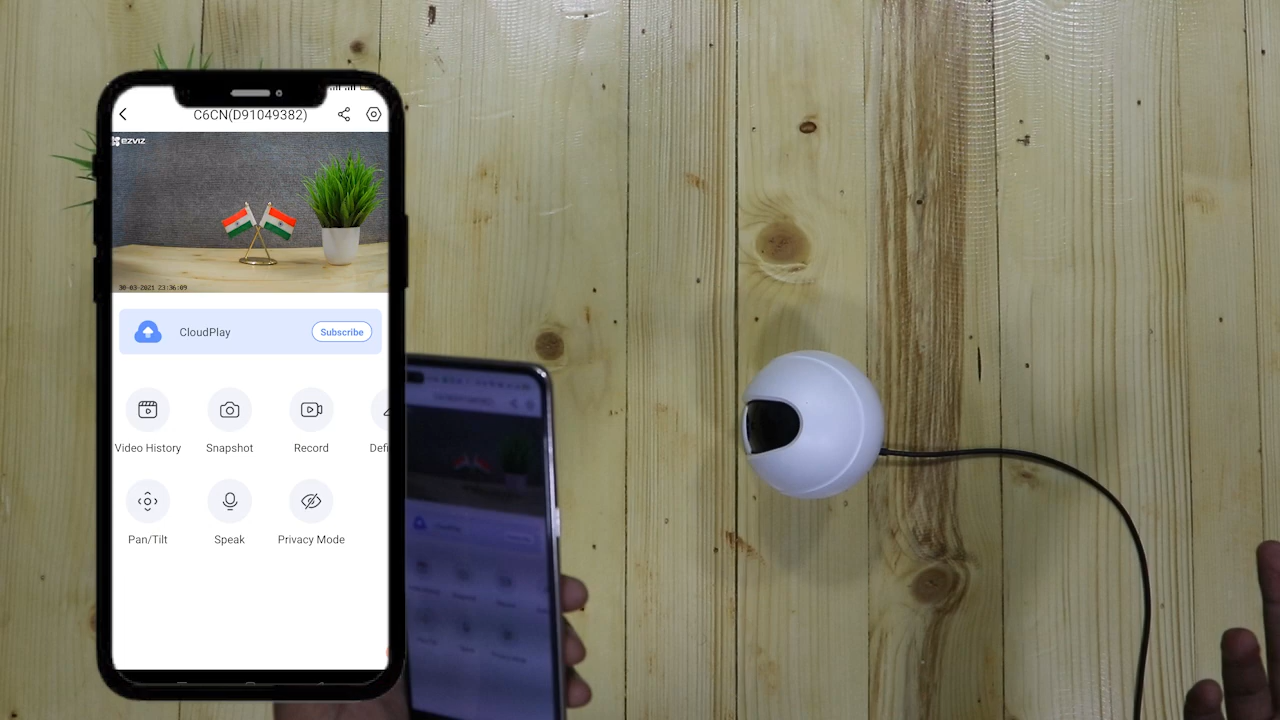 C6CN(D91049382)
ezviz
30-03-2021 23:36:09
CloudPlay
Subscribe
Video History
Snapshot
Record
Defi
Pan/Tilt
Speak
Privacy Mode